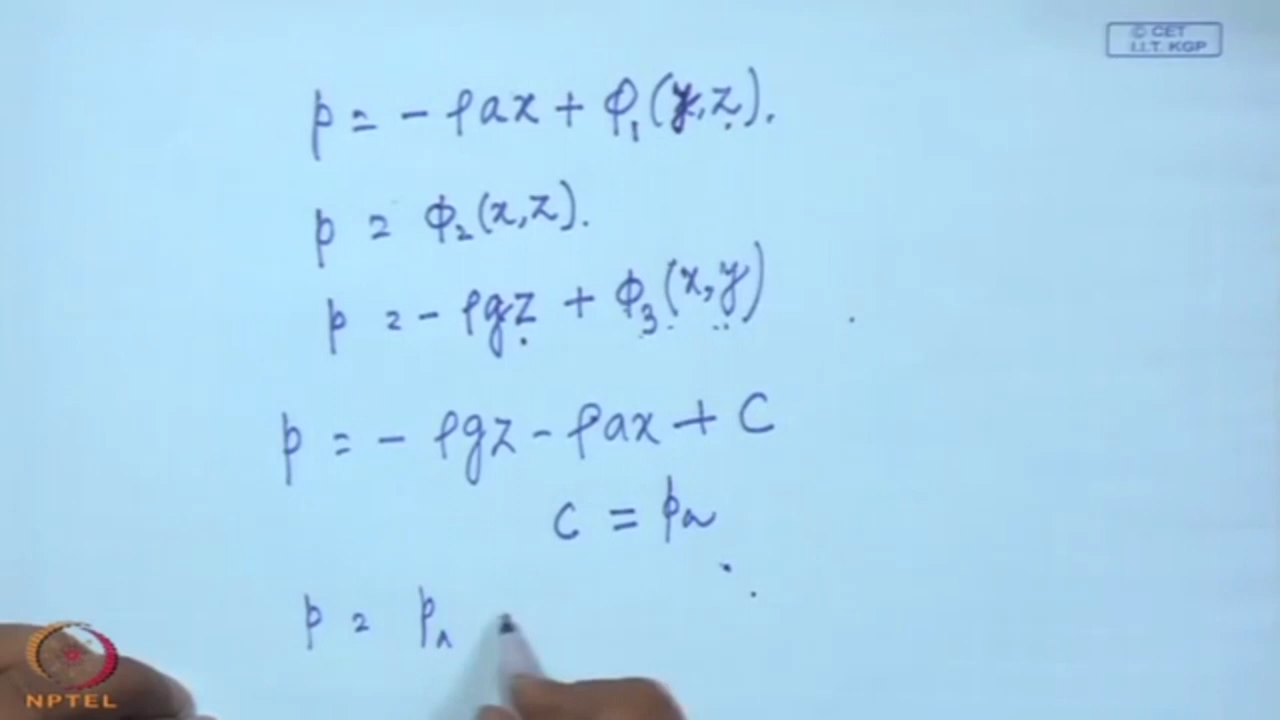 © CET
I.I.T. KGP
p = - ρax + φ₁(y,z).
p = φ₂(x,z).
p = - ρgz + φ₃(x,y)
p = - ρgz - ρax + C
C = pa
p = pa
NPTEL